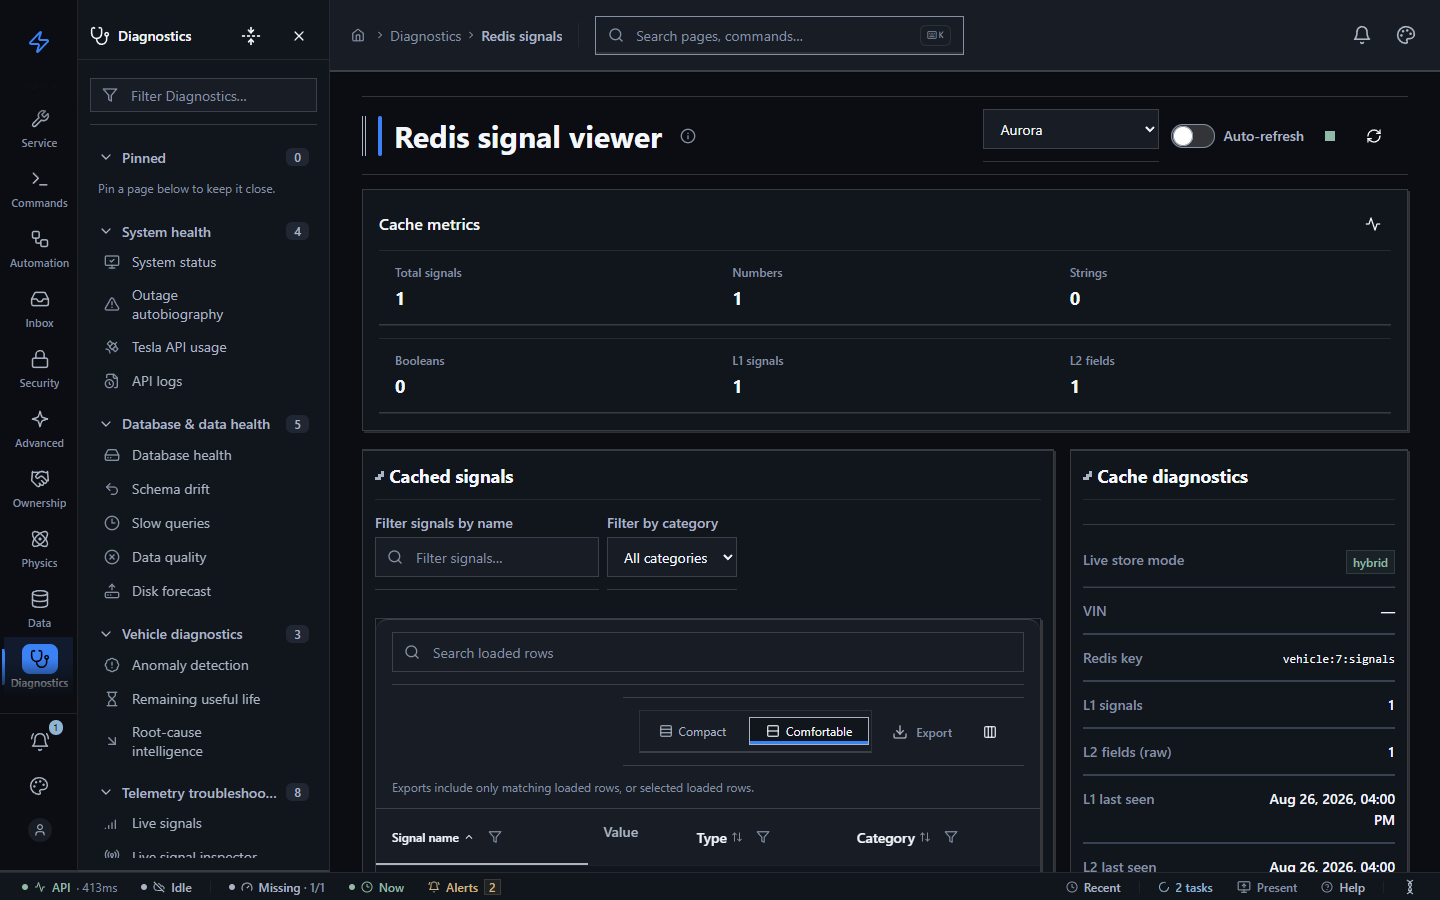 Service
Commands
Automation
Inbox
Security
Advanced
Ownership
Physics
Data
Diagnostics
1
Diagnostics
Filter Diagnostics...
Pinned 0
Pin a page below to keep it close.
System health 4
System status
Outage
autobiography
Tesla API usage
API logs
Database & data health 5
Database health
Schema drift
Slow queries
Data quality
Disk forecast
Vehicle diagnostics 3
Anomaly detection
Remaining useful life
Root-cause
intelligence
Telemetry troubleshoo... 8
Live signals
Live signal inspector
Diagnostics Redis signals
Search pages, commands... K
Redis signal viewer
Aurora
Auto-refresh
Cache metrics
Total signals Numbers Strings
1 1 0
Booleans L1 signals L2 fields
0 1 1
Cached signals
Filter signals by name Filter by category
Filter signals... All categories
Search loaded rows
Compact Comfortable Export
Exports include only matching loaded rows, or selected loaded rows.
Signal name Value Type Category
Cache diagnostics
Live store mode hybrid
VIN —
Redis key vehicle:7:signals
L1 signals 1
L2 fields (raw) 1
L1 last seen Aug 26, 2026, 04:00
PM
L2 last seen Aug 26, 2026, 04:00
API · 413ms Idle Missing · 1/1 Now Alerts 2
Recent 2 tasks Present Help